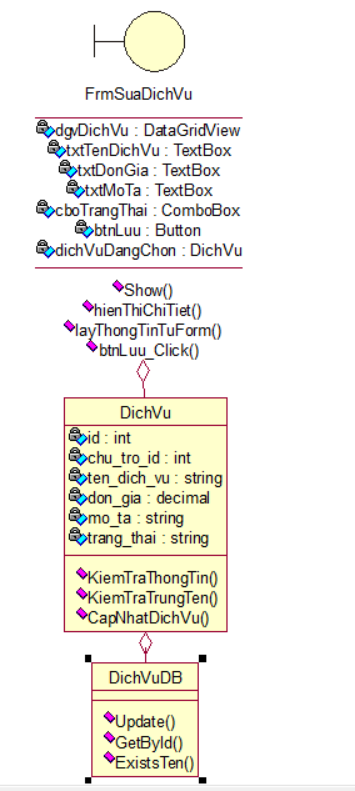 FrmSuaDichVu
dgvDichVu : DataGridView
txtTenDichVu : TextBox
txtDonGia : TextBox
txtMoTa : TextBox
cboTrangThai : ComboBox
btnLuu : Button
dichVuDangChon : DichVu
Show()
hienThiChiTiet()
layThongTinTuForm()
btnLuu_Click()
DichVu
id : int
chu_tro_id : int
ten_dich_vu : string
don_gia : decimal
mo_ta : string
trang_thai : string
KiemTraThongTin()
KiemTraTrungTen()
CapNhatDichVu()
DichVuDB
Update()
GetById()
ExistsTen()